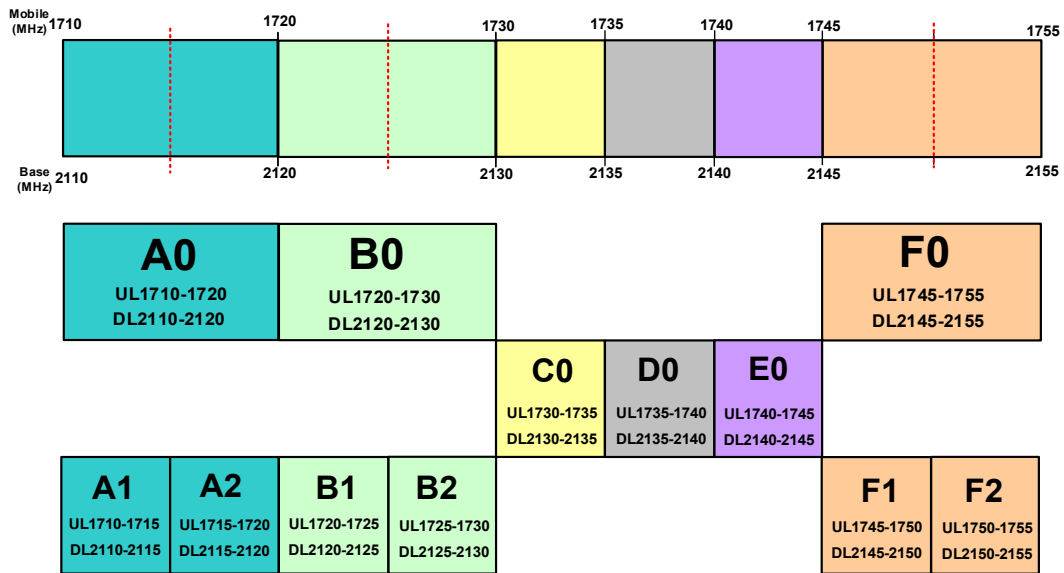 Mobile
(MHz)
1710 1720 1730 1735 1740 1745 1755
Base
(MHz)
2110 2120 2130 2135 2140 2145 2155
A0
UL1710-1720
DL2110-2120
B0
UL1720-1730
DL2120-2130
F0
UL1745-1755
DL2145-2155
C0
UL1730-1735
DL2130-2135
D0
UL1735-1740
DL2135-2140
E0
UL1740-1745
DL2140-2145
A1
UL1710-1715
DL2110-2115
A2
UL1715-1720
DL2115-2120
B1
UL1720-1725
DL2120-2125
B2
UL1725-1730
DL2125-2130
F1
UL1745-1750
DL2145-2150
F2
UL1750-1755
DL2150-2155